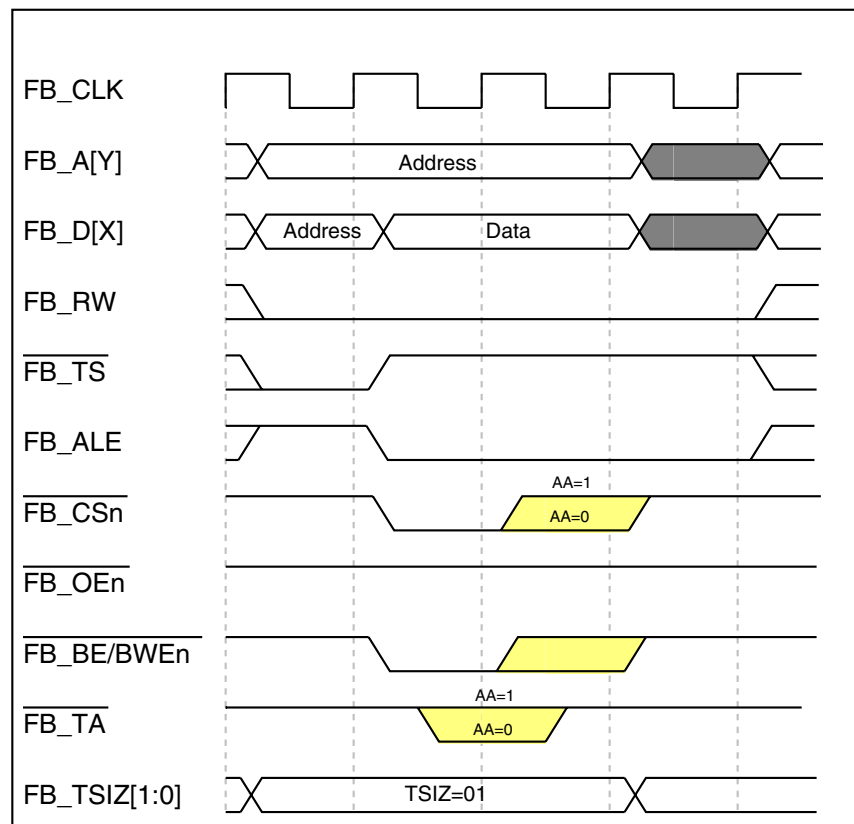 FB_CLK
FB_A[Y]
Address
FB_D[X]
Address
Data
FB_RW
FB_TS
FB_ALE
AA=1
FB_CSn
AA=0
FB_OEn
FB_BE/BWEn
AA=1
FB_TA
AA=0
FB_TSIZ[1:0]
TSIZ=01